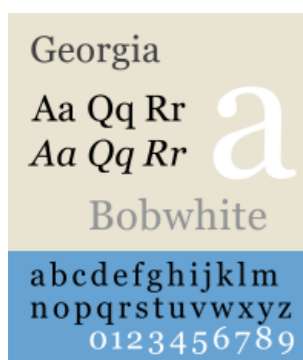 Georgia
Aa Qq Rr
Aa Qq Rr
a
Bobwhite
abcdefghijklm
nopqrstuvwxyz
0123456789